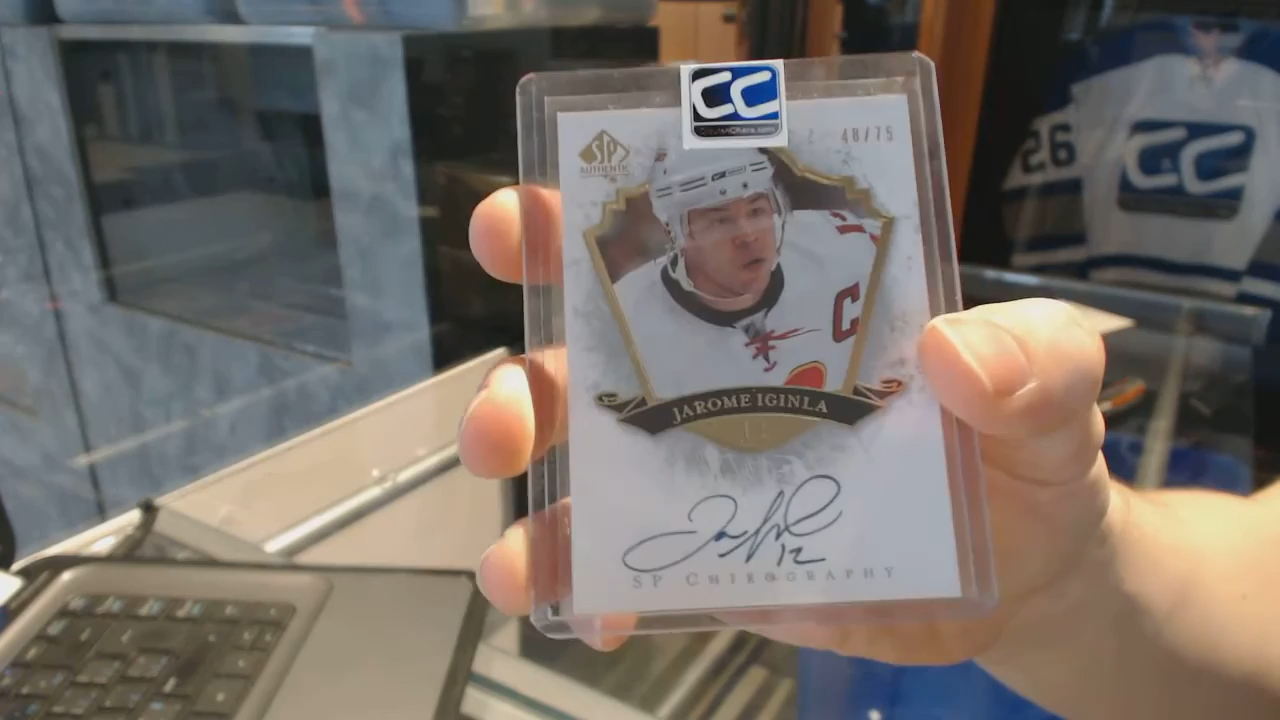 CC
48/75
SP
AUTHENTIC
26
CC
C
JAROME IGINLA
12
SP CHIROGRAPHY